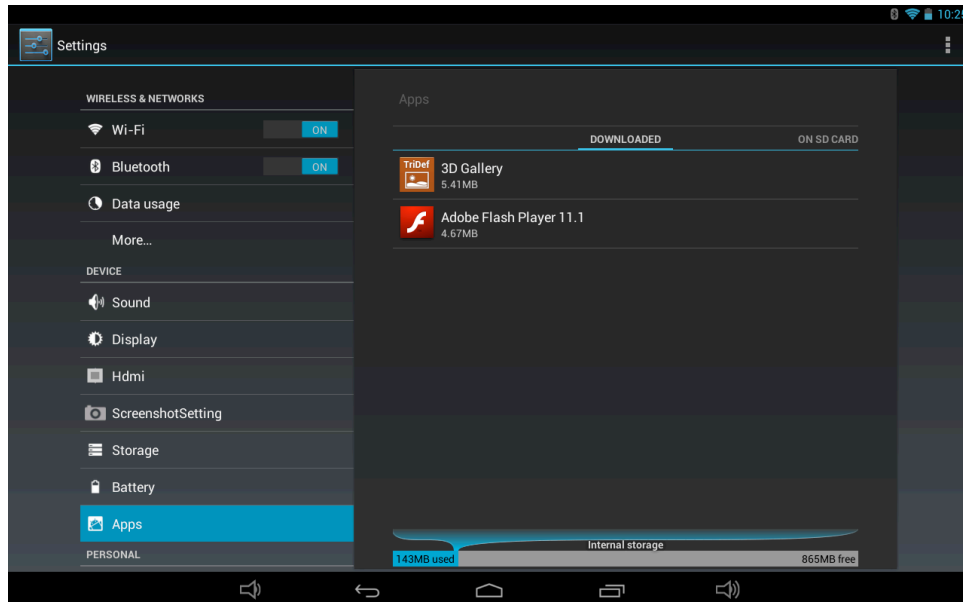 10:25
Settings
WIRELESS & NETWORKS
Wi-Fi ON
Bluetooth ON
Data usage
More...
DEVICE
Sound
Display
Hdmi
ScreenshotSetting
Storage
Battery
Apps
PERSONAL
Apps
DOWNLOADED ON SD CARD
TriDef
3D Gallery
5.41MB
Adobe Flash Player 11.1
4.67MB
Internal storage
143MB used 865MB free